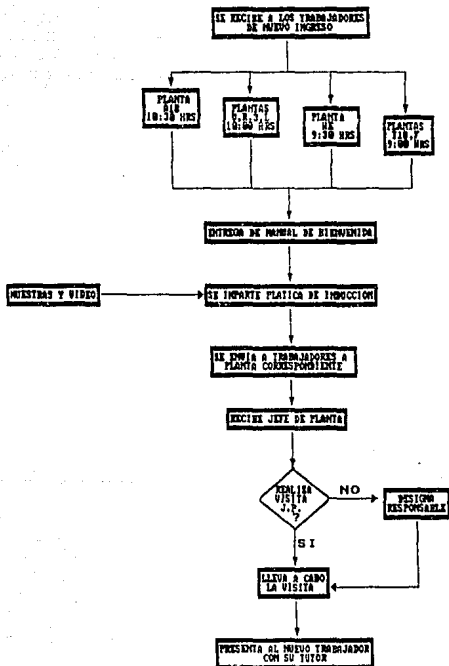 SE RECIBE A LOS TRABAJADORES
DE NUEVO INGRESO
PLANTA
10:30 HRS
PLANTAS
10:00 HRS
PLANTA
9:30 HRS
PLANTAS
9:00 HRS
ENTREGA DE MANUAL DE BIENVENIDA
MUESTRAS Y VIDEO
SE IMPARTE PLATICA DE INDUCCION
SE ENVIA A TRABAJADORES A
PLANTA CORRESPONDIENTE
RECIBE JEFE DE PLANTA
REALIZA
VISITA
J.P.
?
NO
DESIGNA
RESPONSABLE
SI
LLEVA A CABO
LA VISITA
PRESENTA AL NUEVO TRABAJADOR
CON SU TUTOR